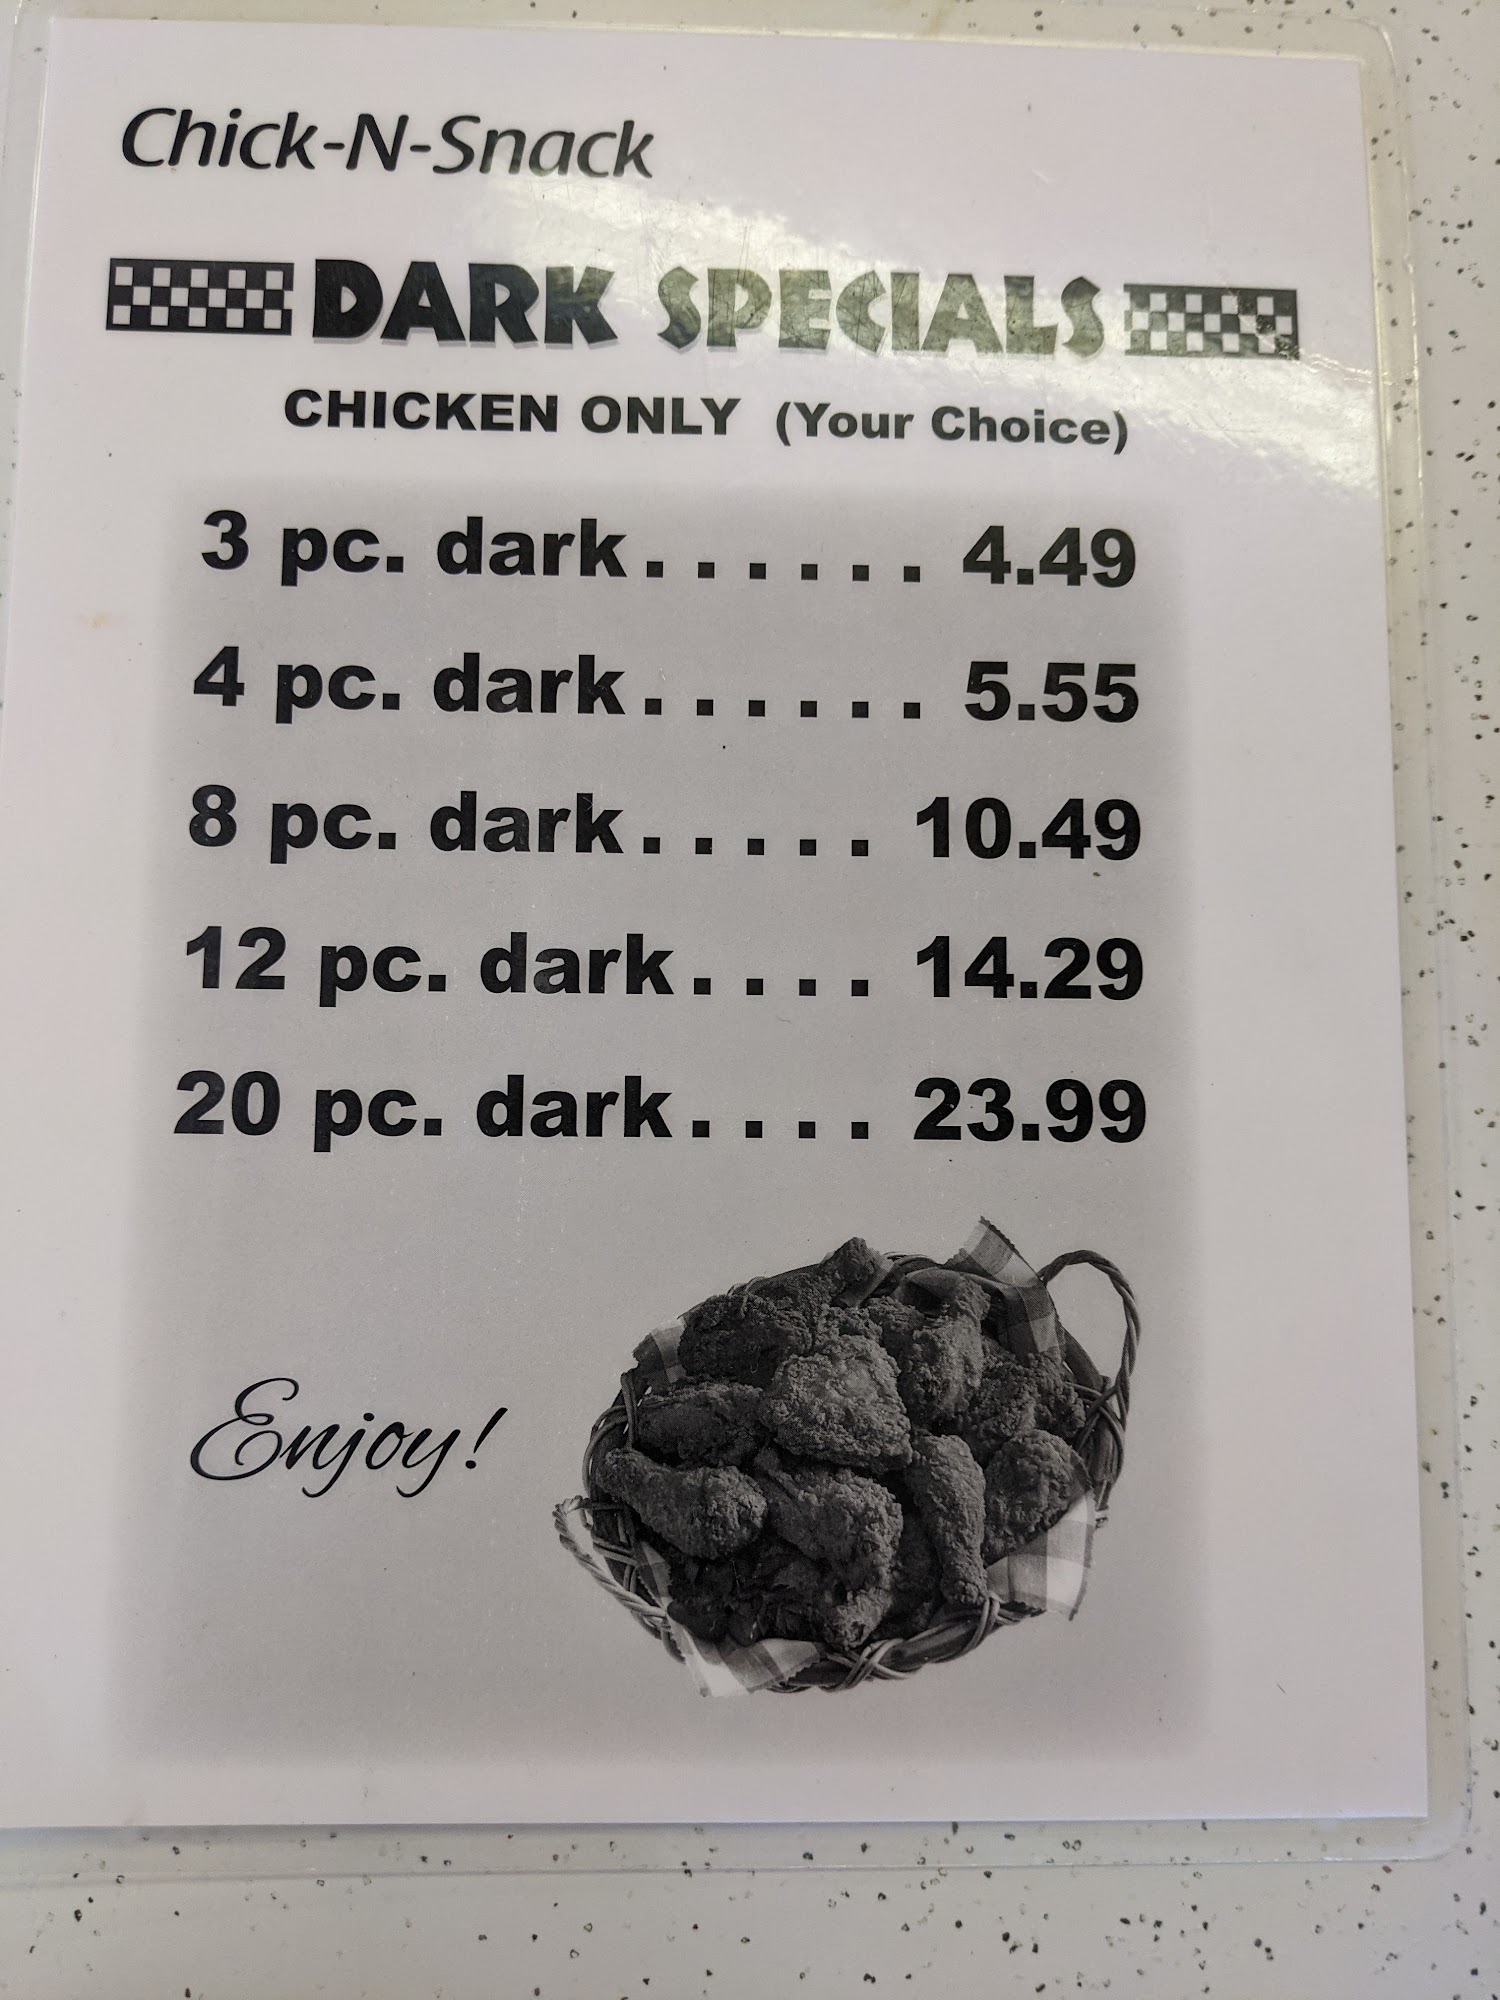 Chick-N-Snack
DARK SPECIALS
CHICKEN ONLY (Your Choice)
3 pc. dark. . . . . . 4.49
4 pc. dark. . . . . . 5.55
8 pc. dark. . . . . 10.49
12 pc. dark. . . . 14.29
20 pc. dark. . . . 23.99
Enjoy!